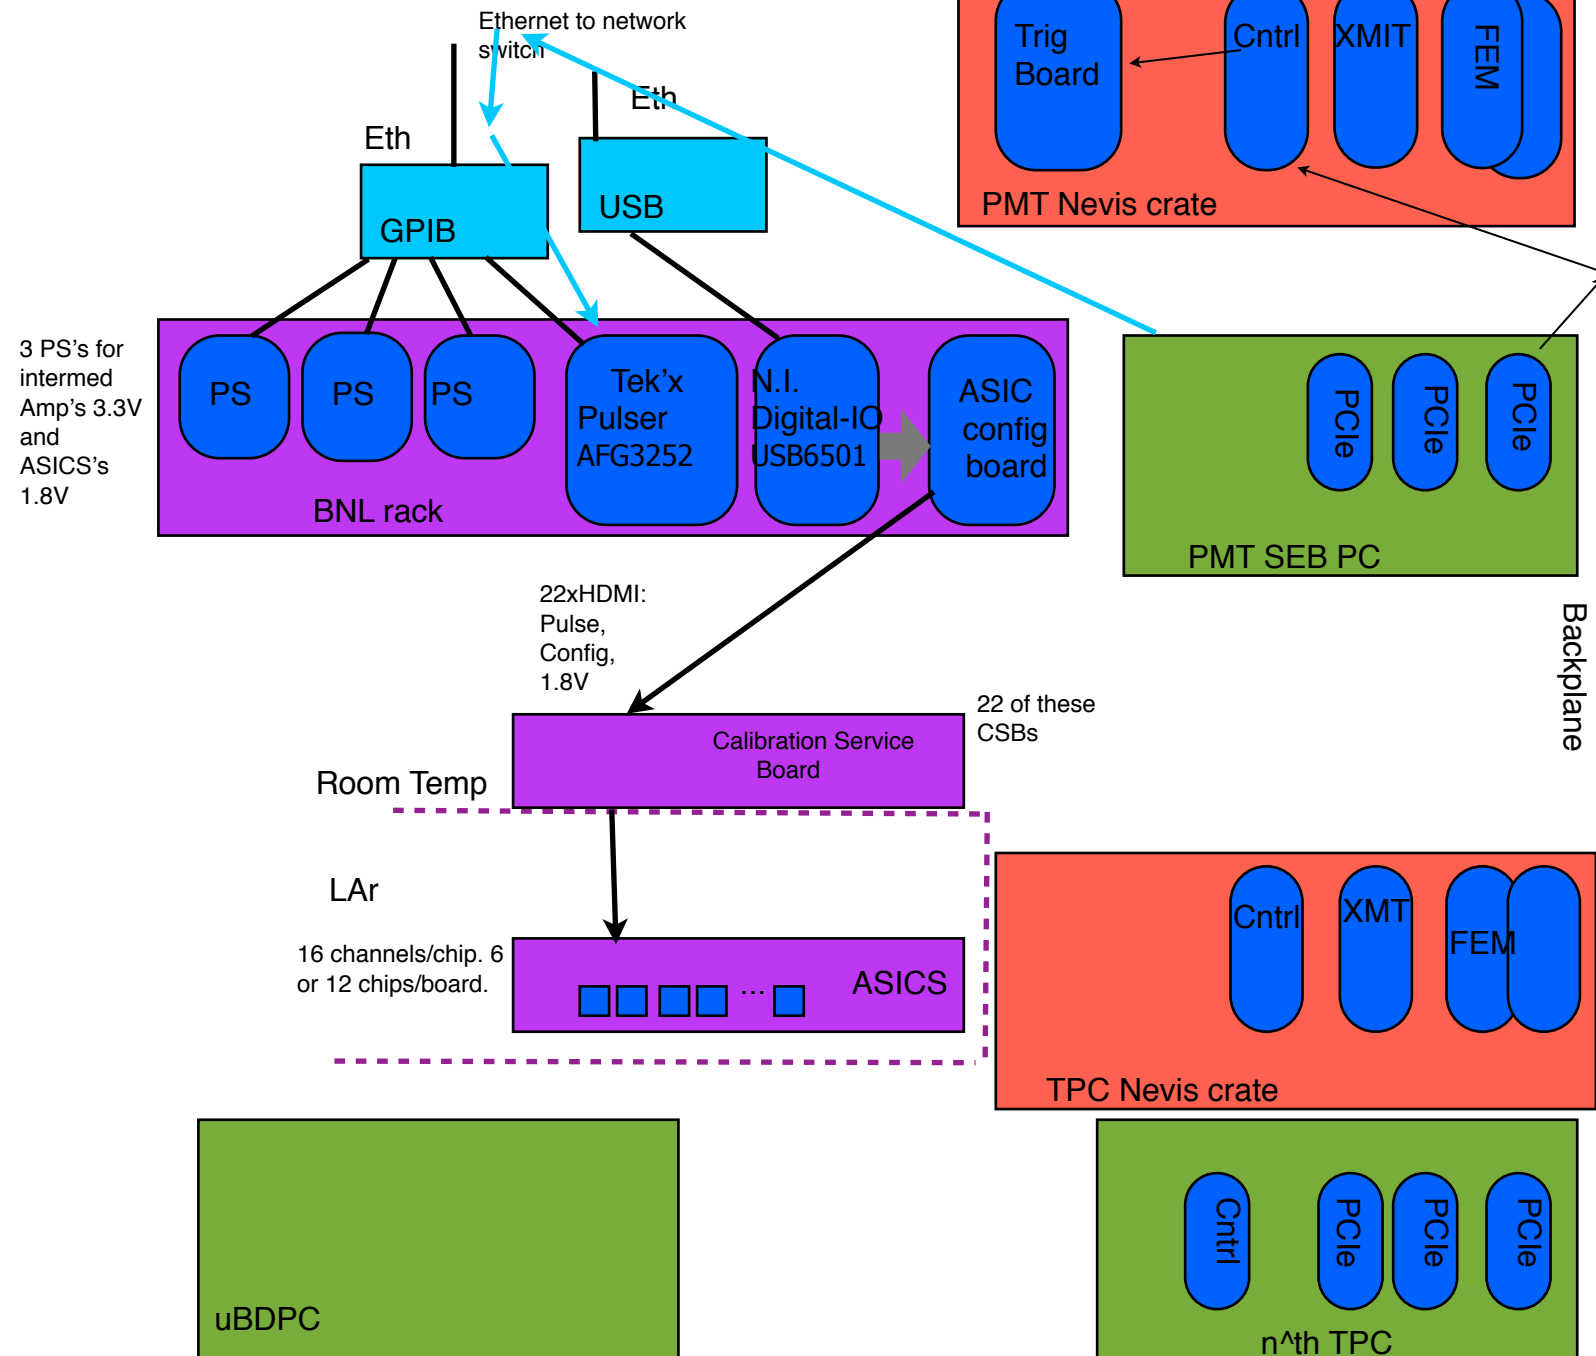 Ethernet to network
switch
Eth
Eth
GPIB
USB
Trig
Board
Cntrl
XMIT
FEM
PMT Nevis crate
3 PS's for
intermed
Amp's 3.3V
and
ASICS's
1.8V
PS
PS
PS
Tek'x
Pulser
AFG3252
N.I.
Digital-IO
USB6501
ASIC
config
board
BNL rack
PCIe
PCIe
PCIe
PMT SEB PC
Backplane
22xHDMI:
Pulse,
Config,
1.8V
Calibration Service
Board
22 of these
CSBs
Room Temp
LAr
16 channels/chip. 6
or 12 chips/board.
...
ASICS
Cntrl
XMT
FEM
TPC Nevis crate
uBDPC
Cntrl
PCIe
PCIe
PCIe
n^th TPC